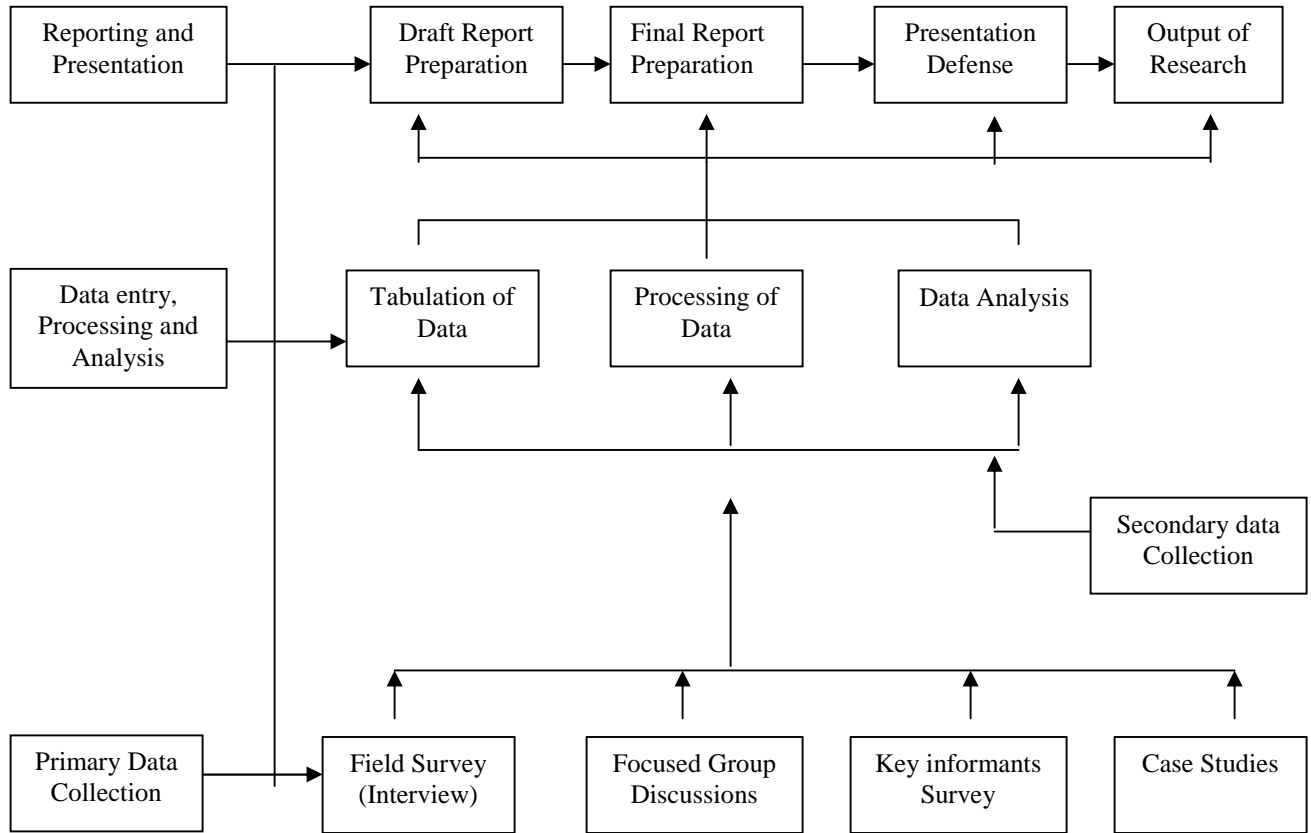 Reporting and
Presentation
Draft Report
Preparation
Final Report
Preparation
Presentation
Defense
Output of
Research
Data entry,
Processing and
Analysis
Tabulation of
Data
Processing of
Data
Data Analysis
Secondary data
Collection
Primary Data
Collection
Field Survey
(Interview)
Focused Group
Discussions
Key informants
Survey
Case Studies